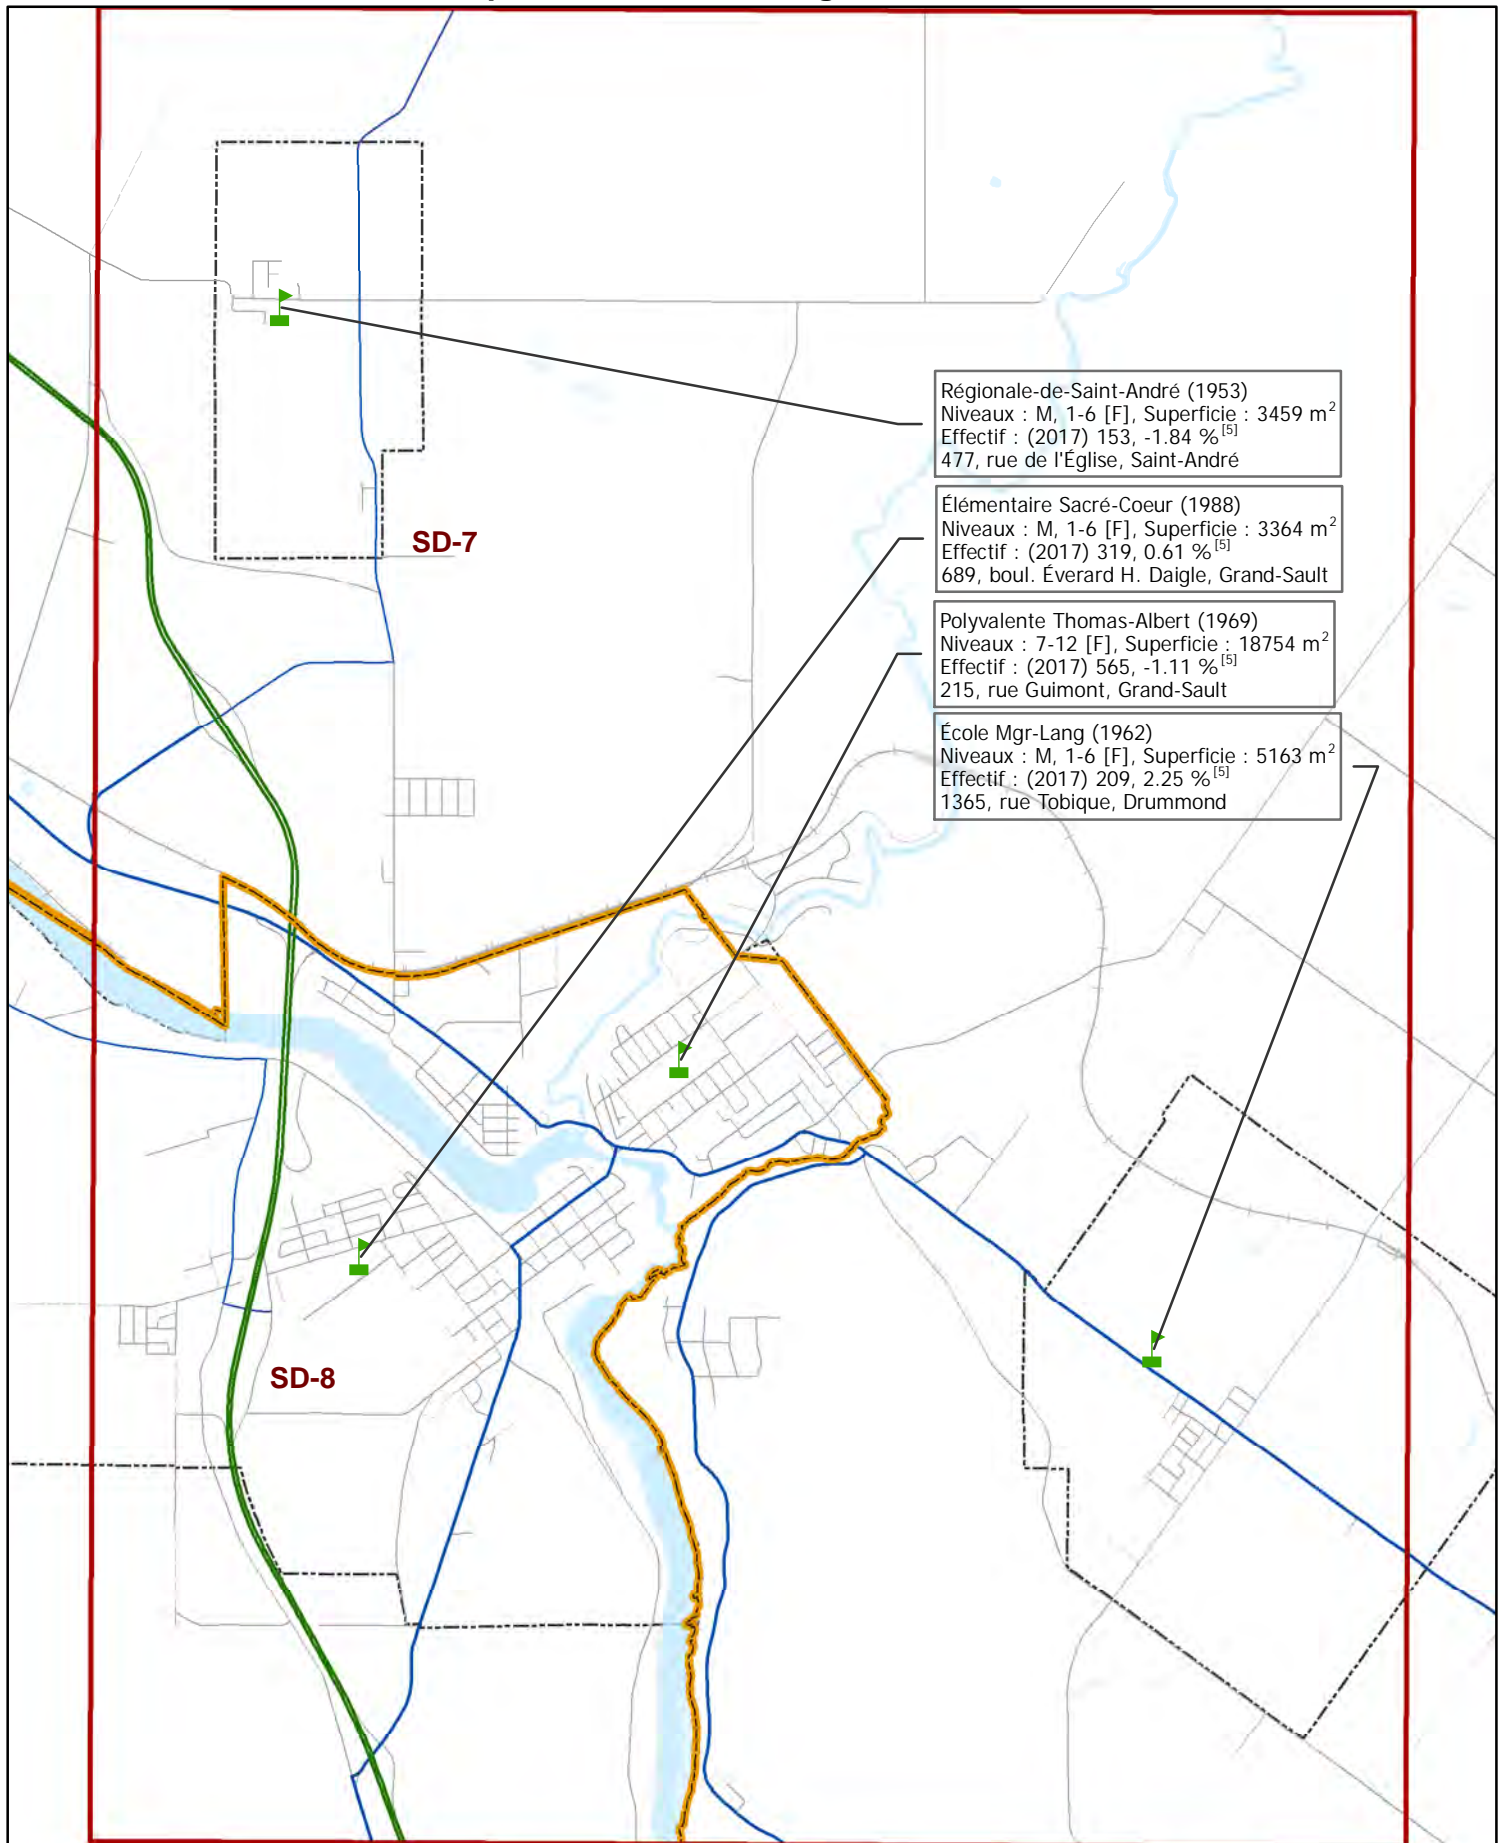 Régionale-de-Saint-André (1953)
Niveaux : M, 1-6 [F], Superficie : 3459 m²
Effectif : (2017) 153, -1.84 % [5]
477, rue de l'Église, Saint-André
Élémentaire Sacré-Coeur (1988)
Niveaux : M, 1-6 [F], Superficie : 3364 m²
Effectif : (2017) 319, 0.61 % [5]
689, boul. Éverard H. Daigle, Grand-Sault
SD-7
Polyvalente Thomas-Albert (1969)
Niveaux : 7-12 [F], Superficie : 18754 m²
Effectif : (2017) 565, -1.11 % [5]
215, rue Guimont, Grand-Sault
École Mgr-Lang (1962)
Niveaux : M, 1-6 [F], Superficie : 5163 m²
Effectif : (2017) 209, 2.25 % [5]
1365, rue Tobique, Drummond
SD-8